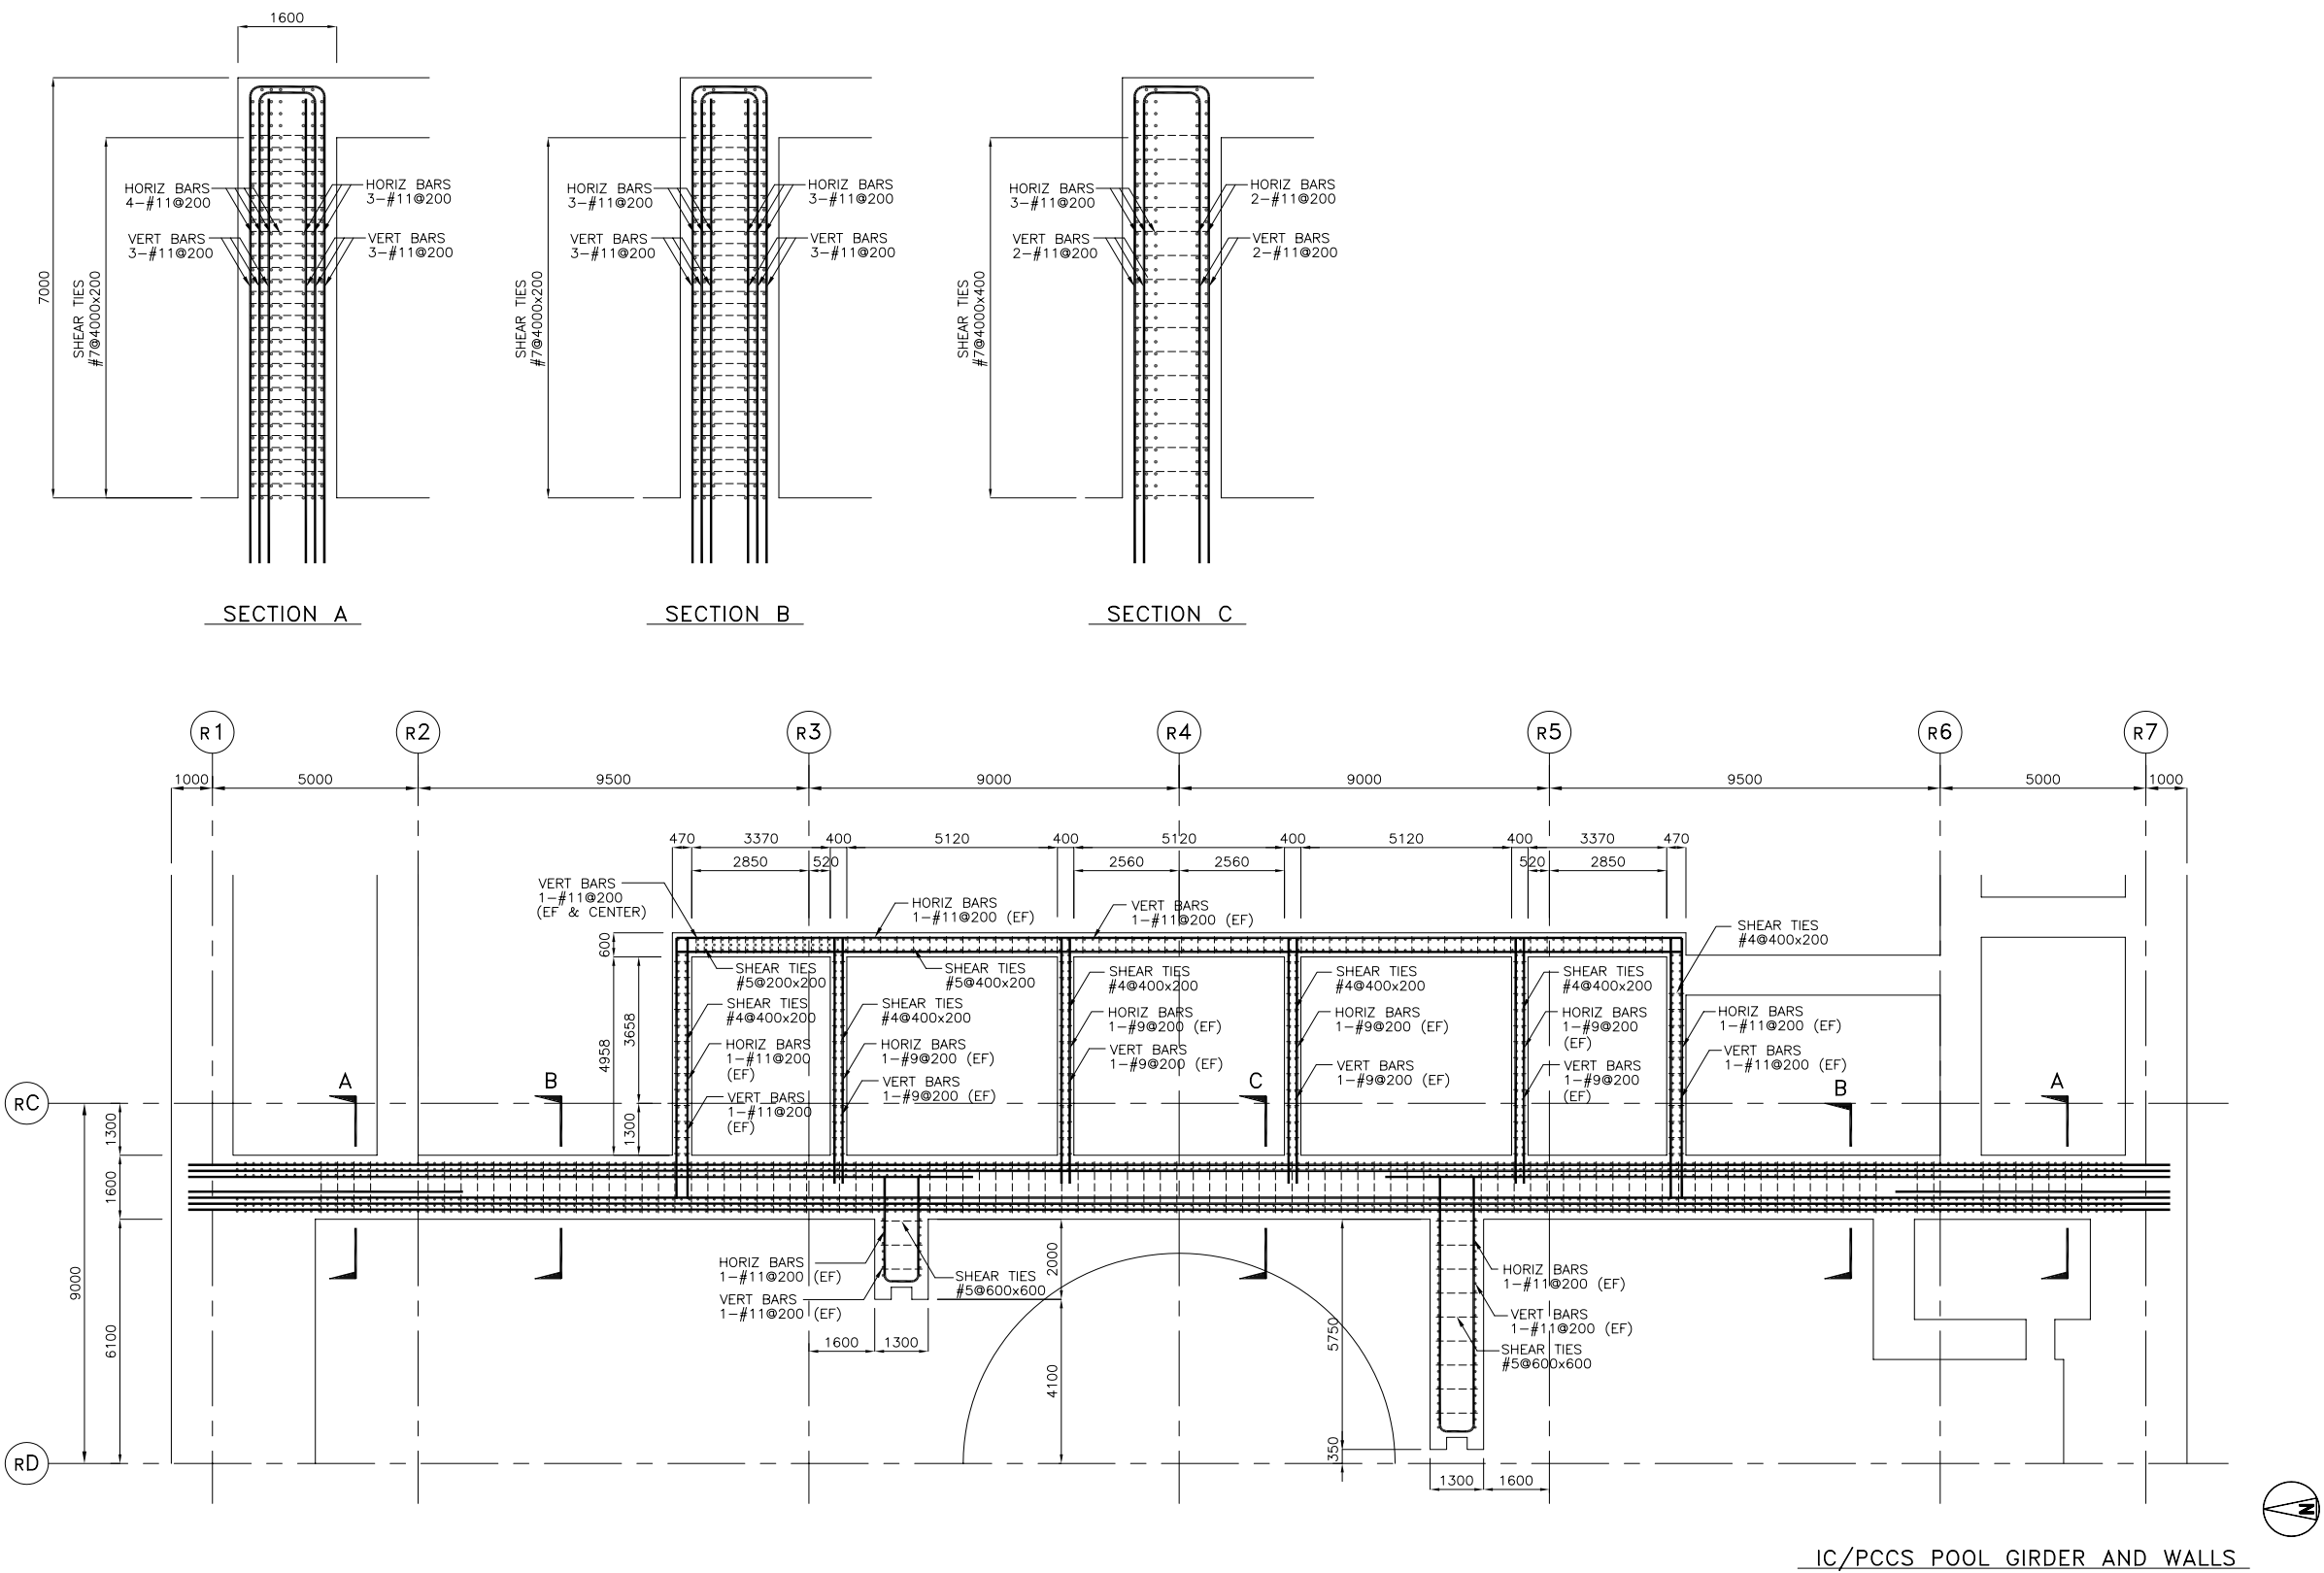 1600
HORIZ BARS
4-#11@200
HORIZ BARS
3-#11@200
VERT BARS
3-#11@200
VERT BARS
3-#11@200
7000
SHEAR TIES
#7@4000x200
SECTION A
HORIZ BARS
3-#11@200
HORIZ BARS
3-#11@200
VERT BARS
3-#11@200
VERT BARS
3-#11@200
SHEAR TIES
#7@4000x200
SECTION B
HORIZ BARS
3-#11@200
HORIZ BARS
2-#11@200
VERT BARS
2-#11@200
VERT BARS
2-#11@200
SHEAR TIES
#7@4000x400
SECTION C
R1
R2
R3
R4
R5
R6
R7
1000
5000
9500
9000
9000
9500
5000
1000
470
3370
400
5120
400
5120
400
5120
400
3370
470
2850
520
2560
2560
520
2850
VERT BARS
1-#11@200
(EF & CENTER)
HORIZ BARS
1-#11@200 (EF)
VERT BARS
1-#11@200 (EF)
SHEAR TIES
#4@400x200
600
SHEAR TIES
#5@200x200
SHEAR TIES
#5@400x200
SHEAR TIES
#4@400x200
SHEAR TIES
#4@400x200
SHEAR TIES
#4@400x200
SHEAR TIES
#4@400x200
SHEAR TIES
#4@400x200
HORIZ BARS
1-#9@200 (EF)
HORIZ BARS
1-#9@200 (EF)
HORIZ BARS
1-#9@200
(EF)
HORIZ BARS
1-#11@200 (EF)
4958
3658
HORIZ BARS
1-#11@200
(EF)
HORIZ BARS
1-#9@200 (EF)
VERT BARS
1-#9@200 (EF)
VERT BARS
1-#9@200 (EF)
VERT BARS
1-#9@200
(EF)
VERT BARS
1-#11@200 (EF)
VERT BARS
1-#11@200
(EF)
VERT BARS
1-#9@200 (EF)
A
B
C
B
A
RC
1300
1300
1600
9000
6100
HORIZ BARS
1-#11@200 (EF)
VERT BARS
1-#11@200 (EF)
SHEAR TIES
#5@600x600
2000
HORIZ BARS
1-#11@200 (EF)
VERT BARS
1-#11@200 (EF)
SHEAR TIES
#5@600x600
1600
1300
4100
5750
350
RD
1300
1600
N
IC/PCCS POOL GIRDER AND WALLS